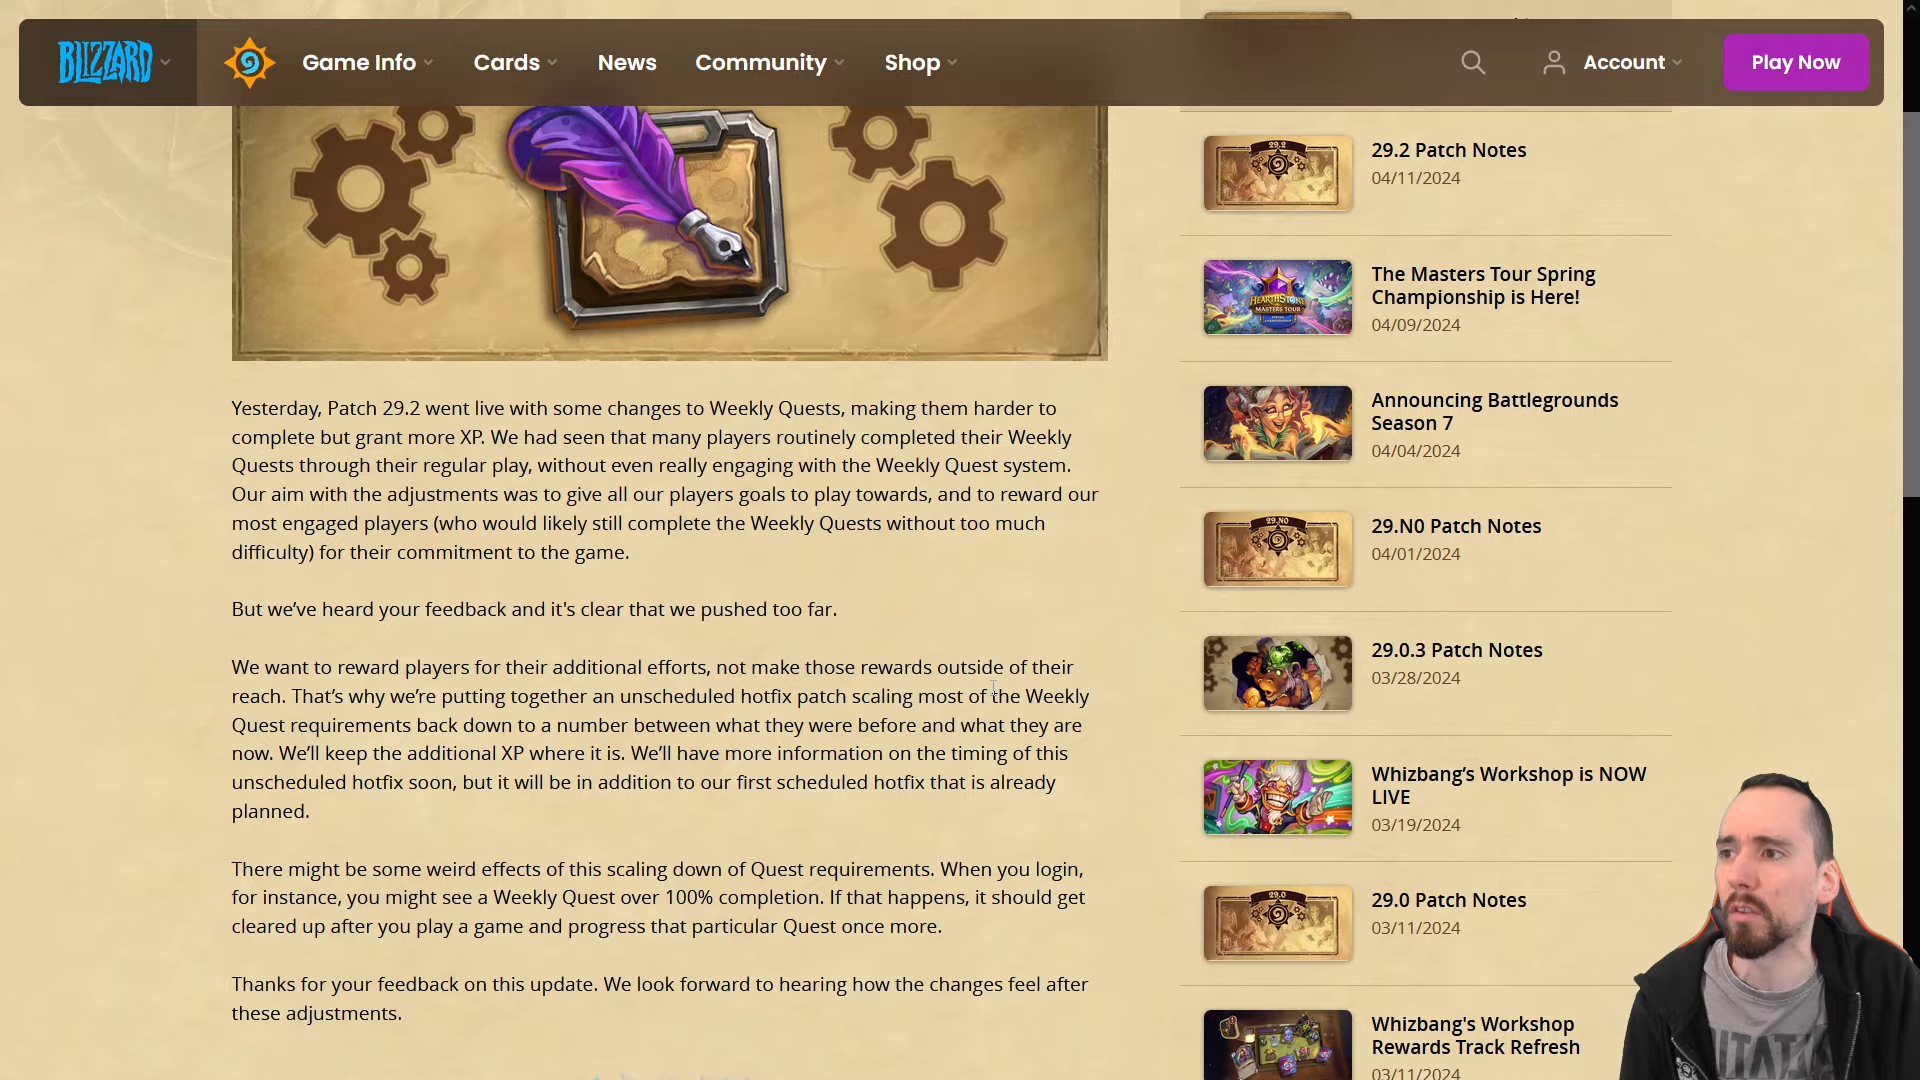 BLIZZARD
Game Info
Cards
News
Community
Shop
Account
Play Now
Yesterday, Patch 29.2 went live with some changes to Weekly Quests, making them harder to
complete but grant more XP. We had seen that many players routinely completed their Weekly
Quests through their regular play, without even really engaging with the Weekly Quest system.
Our aim with the adjustments was to give all our players goals to play towards, and to reward our
most engaged players (who would likely still complete the Weekly Quests without too much
difficulty) for their commitment to the game.
But we’ve heard your feedback and it's clear that we pushed too far.
We want to reward players for their additional efforts, not make those rewards outside of their
reach. That’s why we’re putting together an unscheduled hotfix patch scaling most of the Weekly
Quest requirements back down to a number between what they were before and what they are
now. We’ll keep the additional XP where it is. We’ll have more information on the timing of this
unscheduled hotfix soon, but it will be in addition to our first scheduled hotfix that is already
planned.
There might be some weird effects of this scaling down of Quest requirements. When you login,
for instance, you might see a Weekly Quest over 100% completion. If that happens, it should get
cleared up after you play a game and progress that particular Quest once more.
Thanks for your feedback on this update. We look forward to hearing how the changes feel after
these adjustments.
29.2
29.2 Patch Notes
04/11/2024
HEARTHSTONE
MASTERS TOUR
The Masters Tour Spring
Championship is Here!
04/09/2024
Announcing Battlegrounds
Season 7
04/04/2024
29.N0
29.N0 Patch Notes
04/01/2024
29.0.3 Patch Notes
03/28/2024
Whizbang’s Workshop is NOW
LIVE
03/19/2024
29.0
29.0 Patch Notes
03/11/2024
Whizbang's Workshop
Rewards Track Refresh
03/11/2024